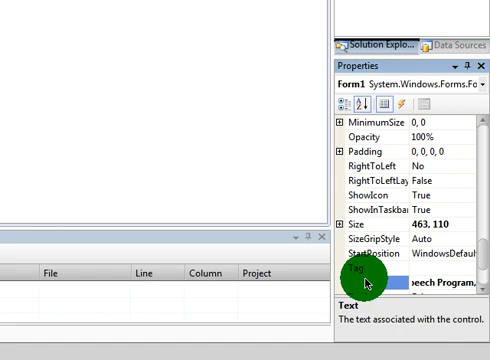 Solution Explo...
Data Sources
Properties
Form1 System.Windows.Forms.Fo
MinimumSize 0, 0
Opacity 100%
Padding 0, 0, 0, 0
RightToLeft No
RightToLeftLay False
ShowIcon True
ShowInTaskbar True
Size 463, 110
SizeGripStyle Auto
StartPosition WindowsDefaul
Tag
eech Program,
File Line Column Project
Text
The text associated with the control.